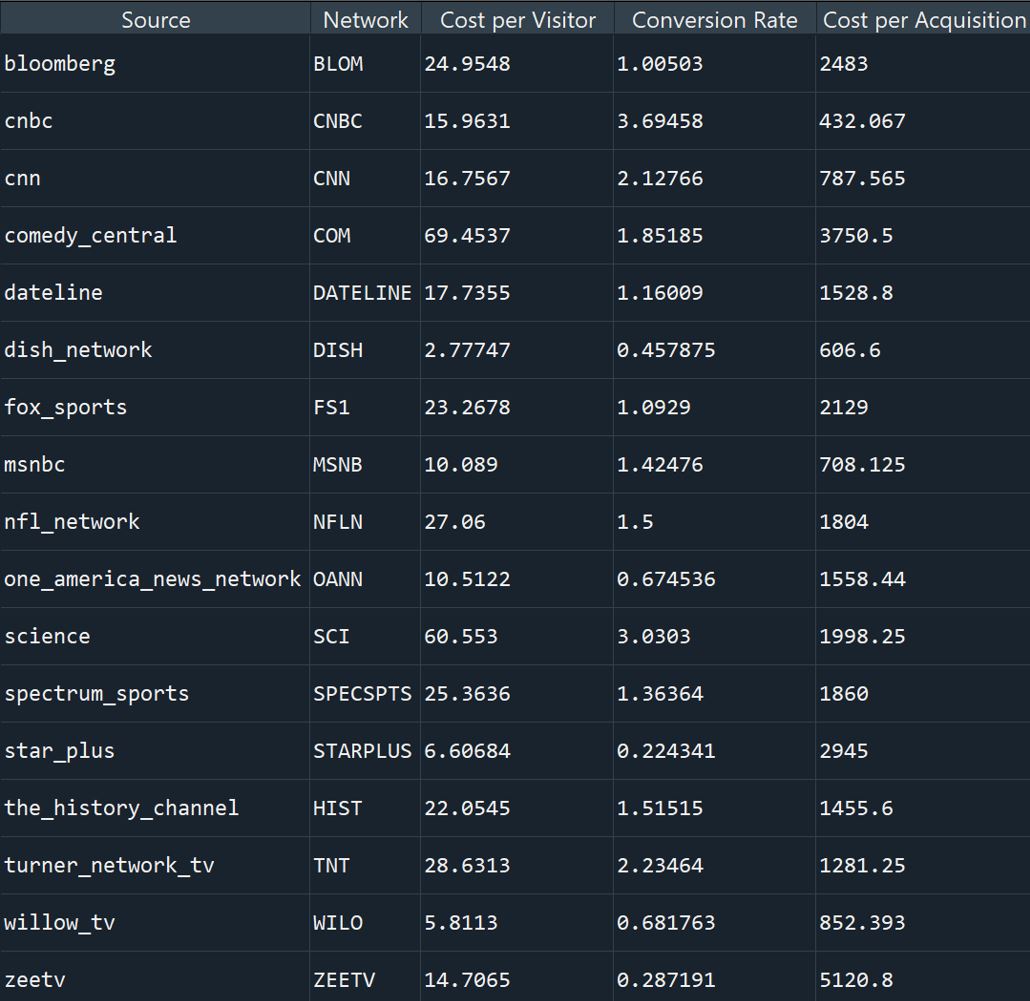 Source Network Cost per Visitor Conversion Rate Cost per Acquisition
bloomberg BLOM 24.9548 1.00503 2483
cnbc CNBC 15.9631 3.69458 432.067
cnn CNN 16.7567 2.12766 787.565
comedy_central COM 69.4537 1.85185 3750.5
dateline DATELINE 17.7355 1.16009 1528.8
dish_network DISH 2.77747 0.457875 606.6
fox_sports FS1 23.2678 1.0929 2129
msnbc MSNB 10.089 1.42476 708.125
nfl_network NFLN 27.06 1.5 1804
one_america_news_network OANN 10.5122 0.674536 1558.44
science SCI 60.553 3.0303 1998.25
spectrum_sports SPECSPTS 25.3636 1.36364 1860
star_plus STARPLUS 6.60684 0.224341 2945
the_history_channel HIST 22.0545 1.51515 1455.6
turner_network_tv TNT 28.6313 2.23464 1281.25
willow_tv WILO 5.8113 0.681763 852.393
zeetv ZEETV 14.7065 0.287191 5120.8